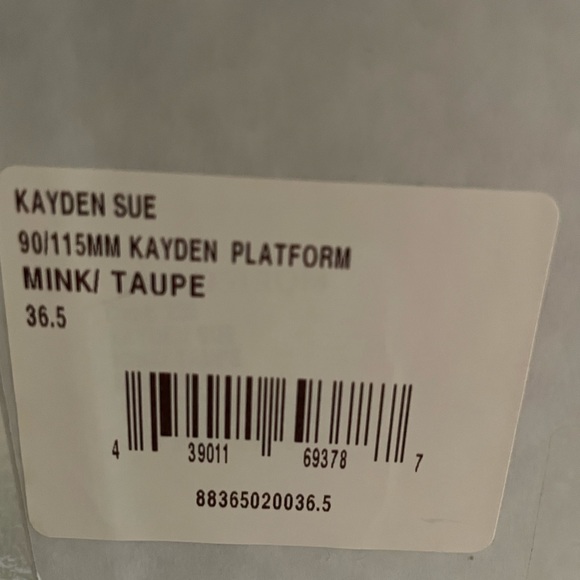 KAYDEN SUE
90/115MM KAYDEN PLATFORM
MINK/ TAUPE
36.5
4 39011 69378 7
88365020036.5